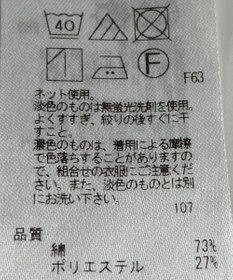 40
F
F63
ネット使用。
淡色のものは無蛍光洗剤を使用。
よくすすぎ、絞りの後すぐに干
すこと。
濃色のものは、着用による摩擦
で色落ちすることがありますの
で、組合せの衣服にご注意くだ
さい。また、淡色のものとは別
にお洗い下さい。
107
品質
綿 73%
ポリエステル 27%